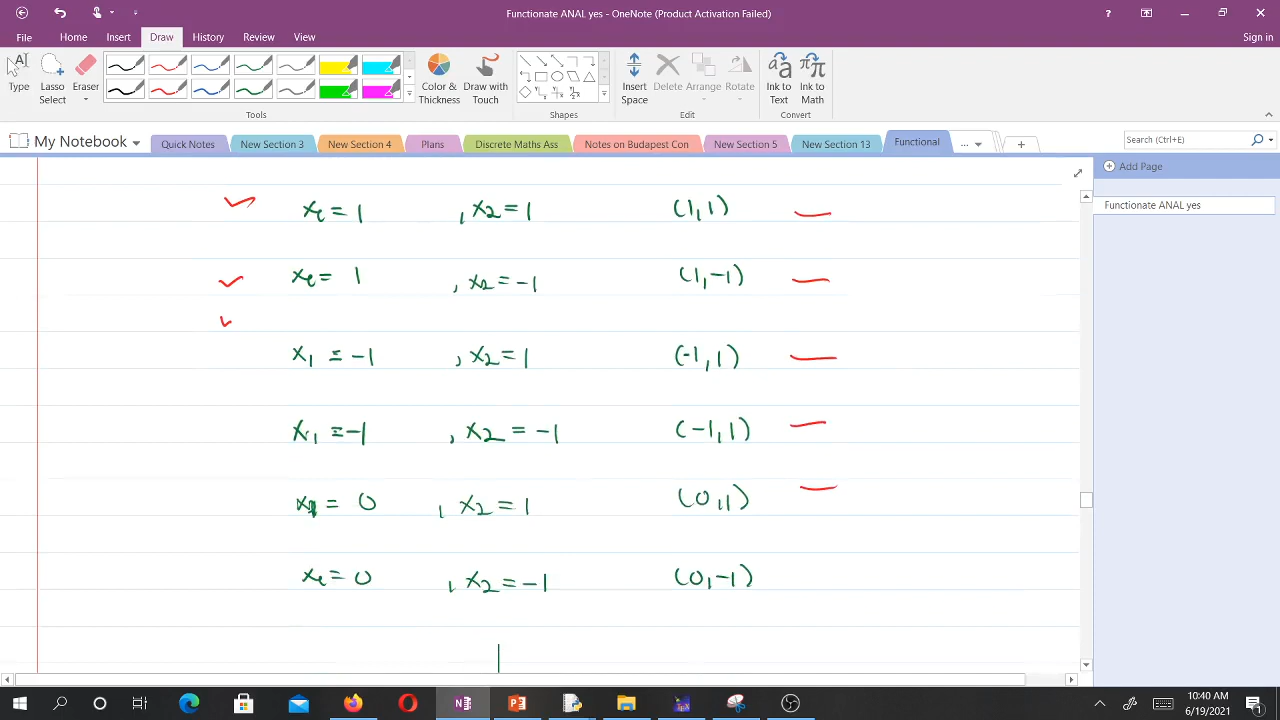 Functionate ANAL yes - OneNote (Product Activation Failed)
File Home Insert Draw History Review View Sign in
Type Lasso Select Eraser Color & Thickness Draw with Touch Insert Space Delete Arrange Rotate Ink to Text Ink to Math
Tools Shapes Edit Convert
My Notebook Quick Notes New Section 3 New Section 4 Plans Discrete Maths Ass Notes on Budapest Con New Section 5 New Section 13 Functional ... Search (Ctrl+E)
Add Page
Functionate ANAL yes
x₁ = 1 , x₂ = 1 (1,1)
x₁ = 1 , x₂ = -1 (1,-1)
x₁ = -1 , x₂ = 1 (-1,1)
x₁ = -1 , x₂ = -1 (-1,1)
x₁ = 0 , x₂ = 1 (0,1)
x₁ = 0 , x₂ = -1 (0,-1)
10:40 AM
6/19/2021